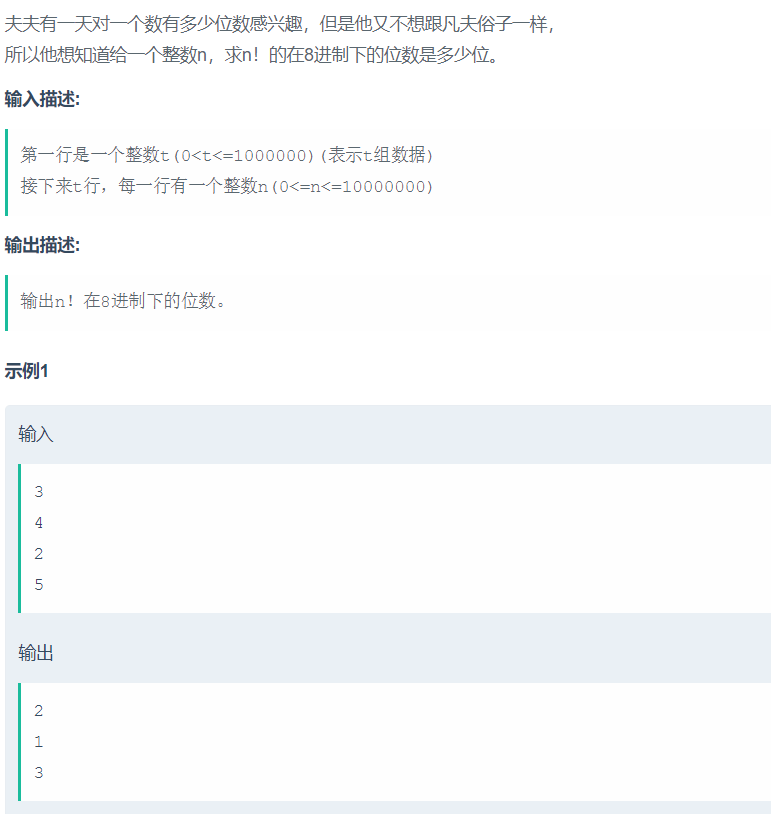 夫夫有一天对一个数有多少位数感兴趣，但是他又不想跟凡夫俗子一样，
所以他想知道给一个整数n，求n！的在8进制下的位数是多少位。
输入描述:
第一行是一个整数t(0<t<=1000000)(表示t组数据)
接下来t行，每一行有一个整数n(0<=n<=10000000)
输出描述:
输出n！在8进制下的位数。
示例1
输入
3
4
2
5
输出
2
1
3